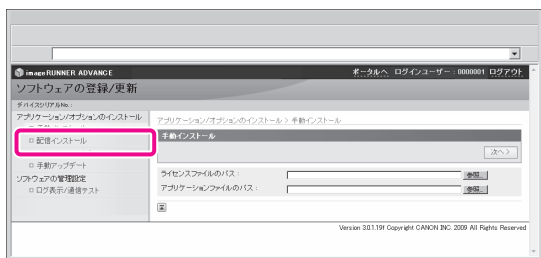 imageRUNNER ADVANCE
ポータルへ ログインユーザー : 0000001 ログアウト
ソフトウェアの登録/更新
デバイスシリアルNo. :
アプリケーション/オプションのインストール
配信インストール
手動アップデート
ソフトウェアの管理設定
ログ表示/通信テスト
アプリケーション/オプションのインストール > 手動インストール
手動インストール
次へ >
ライセンスファイルのパス :
参照...
アプリケーションファイルのパス :
参照...
Version 3.0.1.19f Copyright CANON INC. 2009 All Rights Reserved